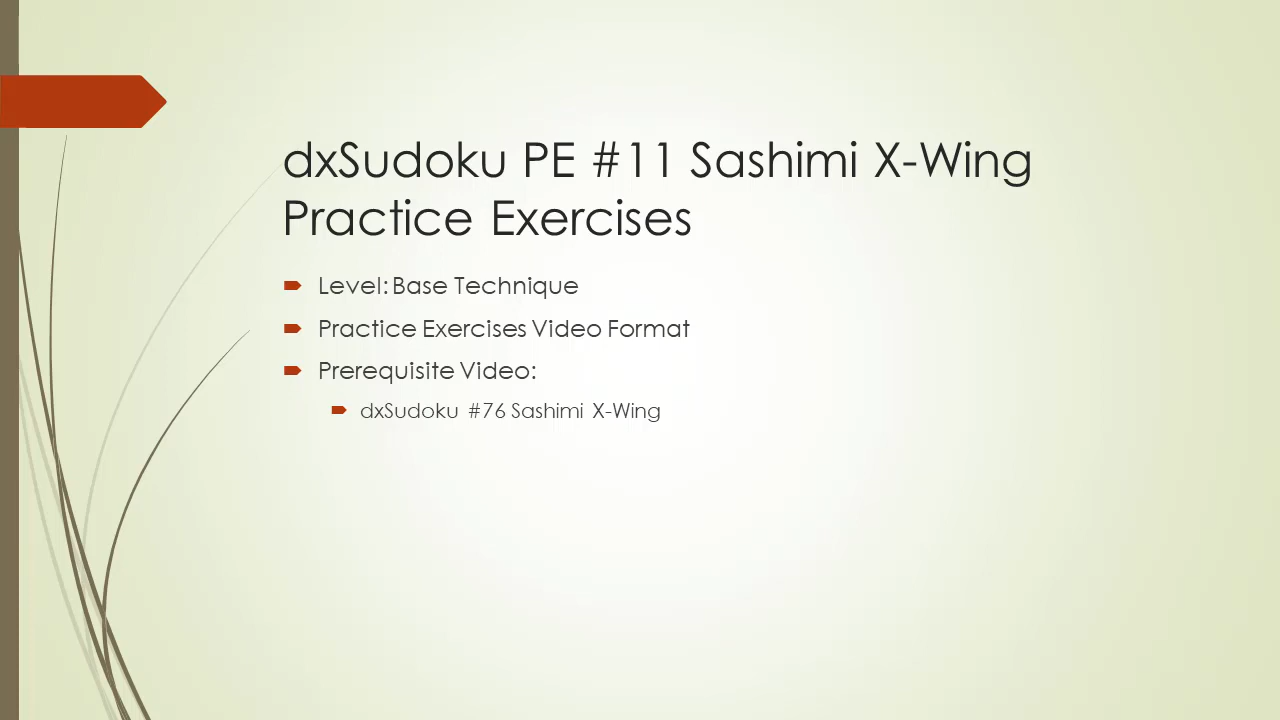 dxSudoku PE #11 Sashimi X-Wing
Practice Exercises
Level: Base Technique
Practice Exercises Video Format
Prerequisite Video:
dxSudoku #76 Sashimi X-Wing